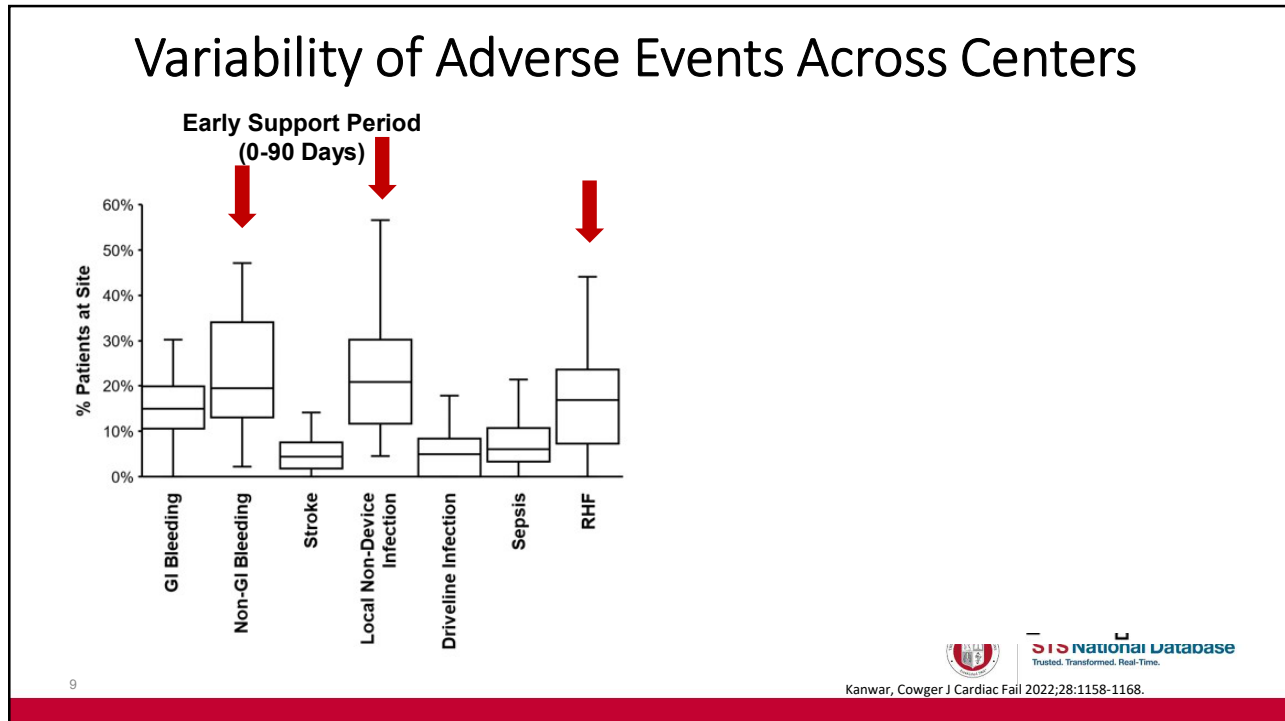 Variability of Adverse Events Across Centers
Early Support Period
(0-90 Days)
% Patients at Site
60%
50%
40%
30%
20%
10%
0%
GI Bleeding
Non-GI Bleeding
Stroke
Local Non-Device
Infection
Driveline Infection
Sepsis
RHF
STS National Database
Trusted. Transformed. Real-Time.
Kanwar, Cowger J Cardiac Fail 2022;28:1158-1168.
9